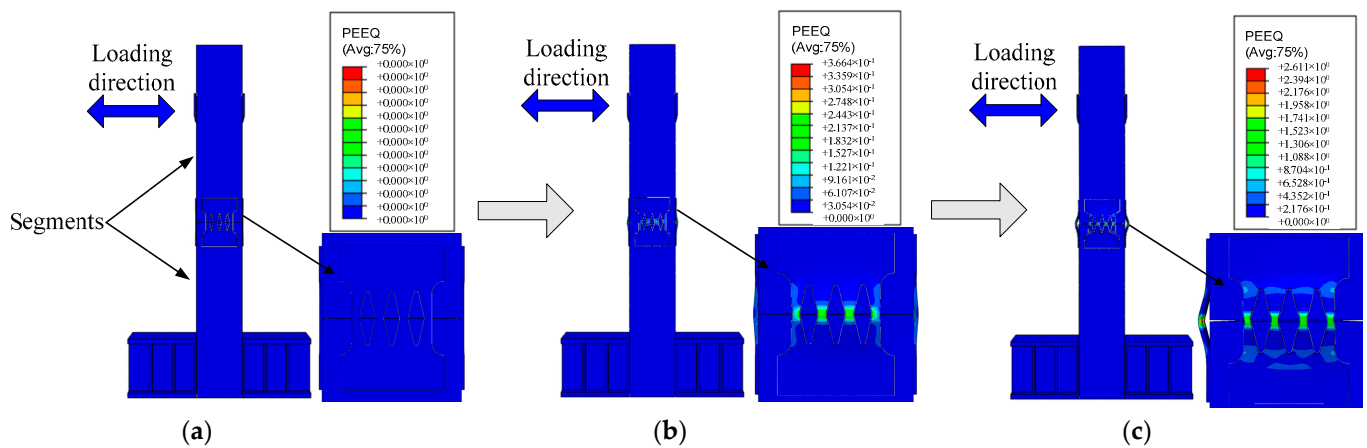 Loading
direction
Segments
PEEQ
(Avg:75%)
+0.000×10⁰
+0.000×10⁰
+0.000×10⁰
+0.000×10⁰
+0.000×10⁰
+0.000×10⁰
+0.000×10⁰
+0.000×10⁰
+0.000×10⁰
+0.000×10⁰
+0.000×10⁰
+0.000×10⁰
+0.000×10⁰
(a)
Loading
direction
PEEQ
(Avg:75%)
+3.664×10⁻¹
+3.359×10⁻¹
+3.054×10⁻¹
+2.748×10⁻¹
+2.443×10⁻¹
+2.137×10⁻¹
+1.832×10⁻¹
+1.527×10⁻¹
+1.221×10⁻¹
+9.161×10⁻²
+6.107×10⁻²
+3.054×10⁻²
+0.000×10⁰
(b)
Loading
direction
PEEQ
(Avg:75%)
+2.611×10⁰
+2.394×10⁰
+2.176×10⁰
+1.958×10⁰
+1.741×10⁰
+1.523×10⁰
+1.306×10⁰
+1.088×10⁰
+8.704×10⁻¹
+6.528×10⁻¹
+4.352×10⁻¹
+2.176×10⁻¹
+0.000×10⁰
(c)